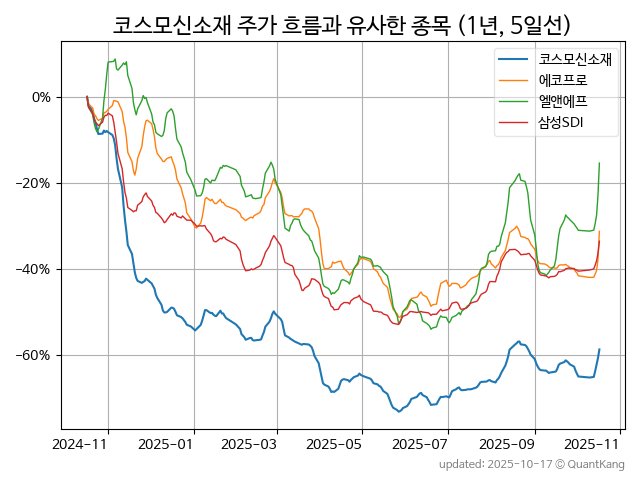 코스모신소재 주가 흐름과 유사한 종목 (1년, 5일선)
코스모신소재
에코프로
엘앤에프
삼성SDI
0%
−20%
−40%
−60%
2024-11 2025-01 2025-03 2025-05 2025-07 2025-09 2025-11
updated: 2025-10-17 © QuantKang